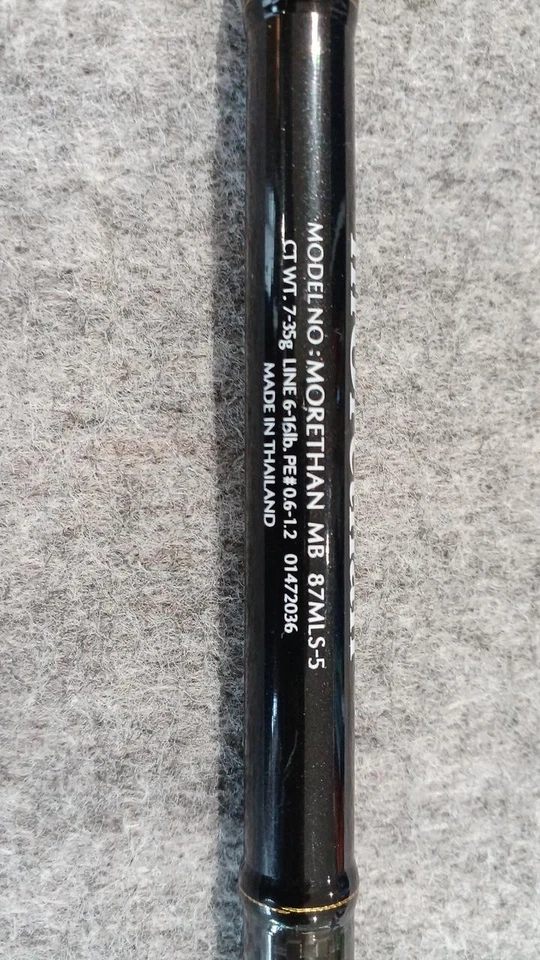 morethan
MODEL NO : MORETHAN MB 87MLS-5
CT WT. 7-35g LINE 6-16lb. PE# 0.6-1.2 01472036
MADE IN THAILAND